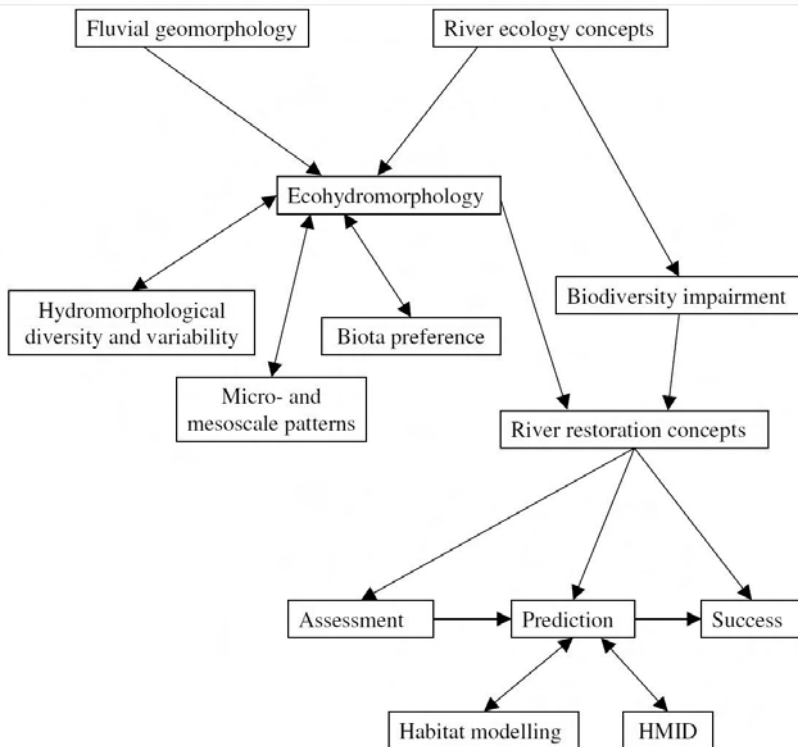 Fluvial geomorphology
River ecology concepts
Ecohydromorphology
Hydromorphological
diversity and variability
Biota preference
Biodiversity impairment
Micro- and
mesoscale patterns
River restoration concepts
Assessment
Prediction
Success
Habitat modelling
HMID